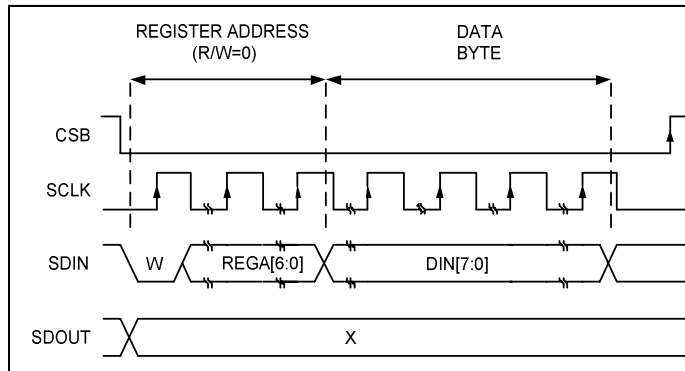 REGISTER ADDRESS
(R/W=0)
DATA
BYTE
CSB
SCLK
SDIN
W
REGA[6:0]
DIN[7:0]
SDOUT
X